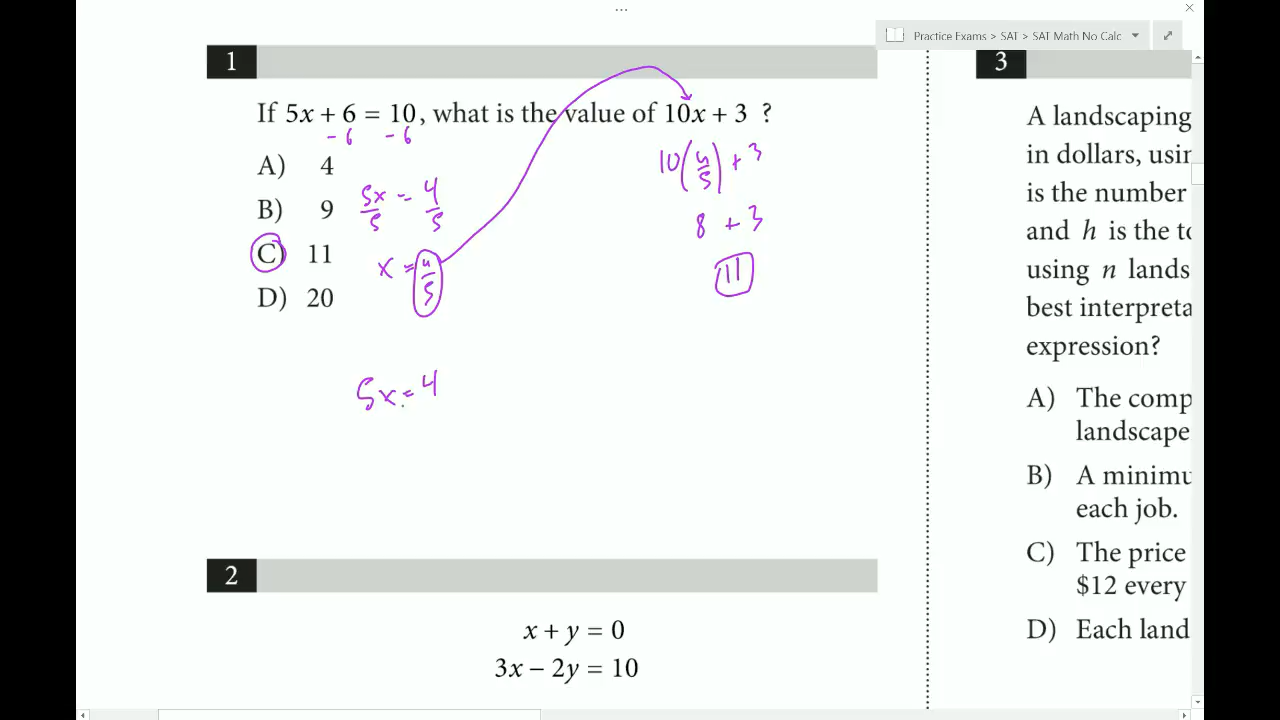 ...
Practice Exams > SAT > SAT Math No Calc
1
If 5x + 6 = 10, what is the value of 10x + 3 ?
- 6 - 6
A) 4
B) 9
C) 11
D) 20
5x/5 = 4/5
x = 4/5
10(4/5) + 3
8 + 3
11
5x = 4
2
x + y = 0
3x − 2y = 10
3
A landscaping
in dollars, usin
is the number
and h is the to
using n lands
best interpreta
expression?
A) The comp
landscape
B) A minimu
each job.
C) The price
$12 every
D) Each land